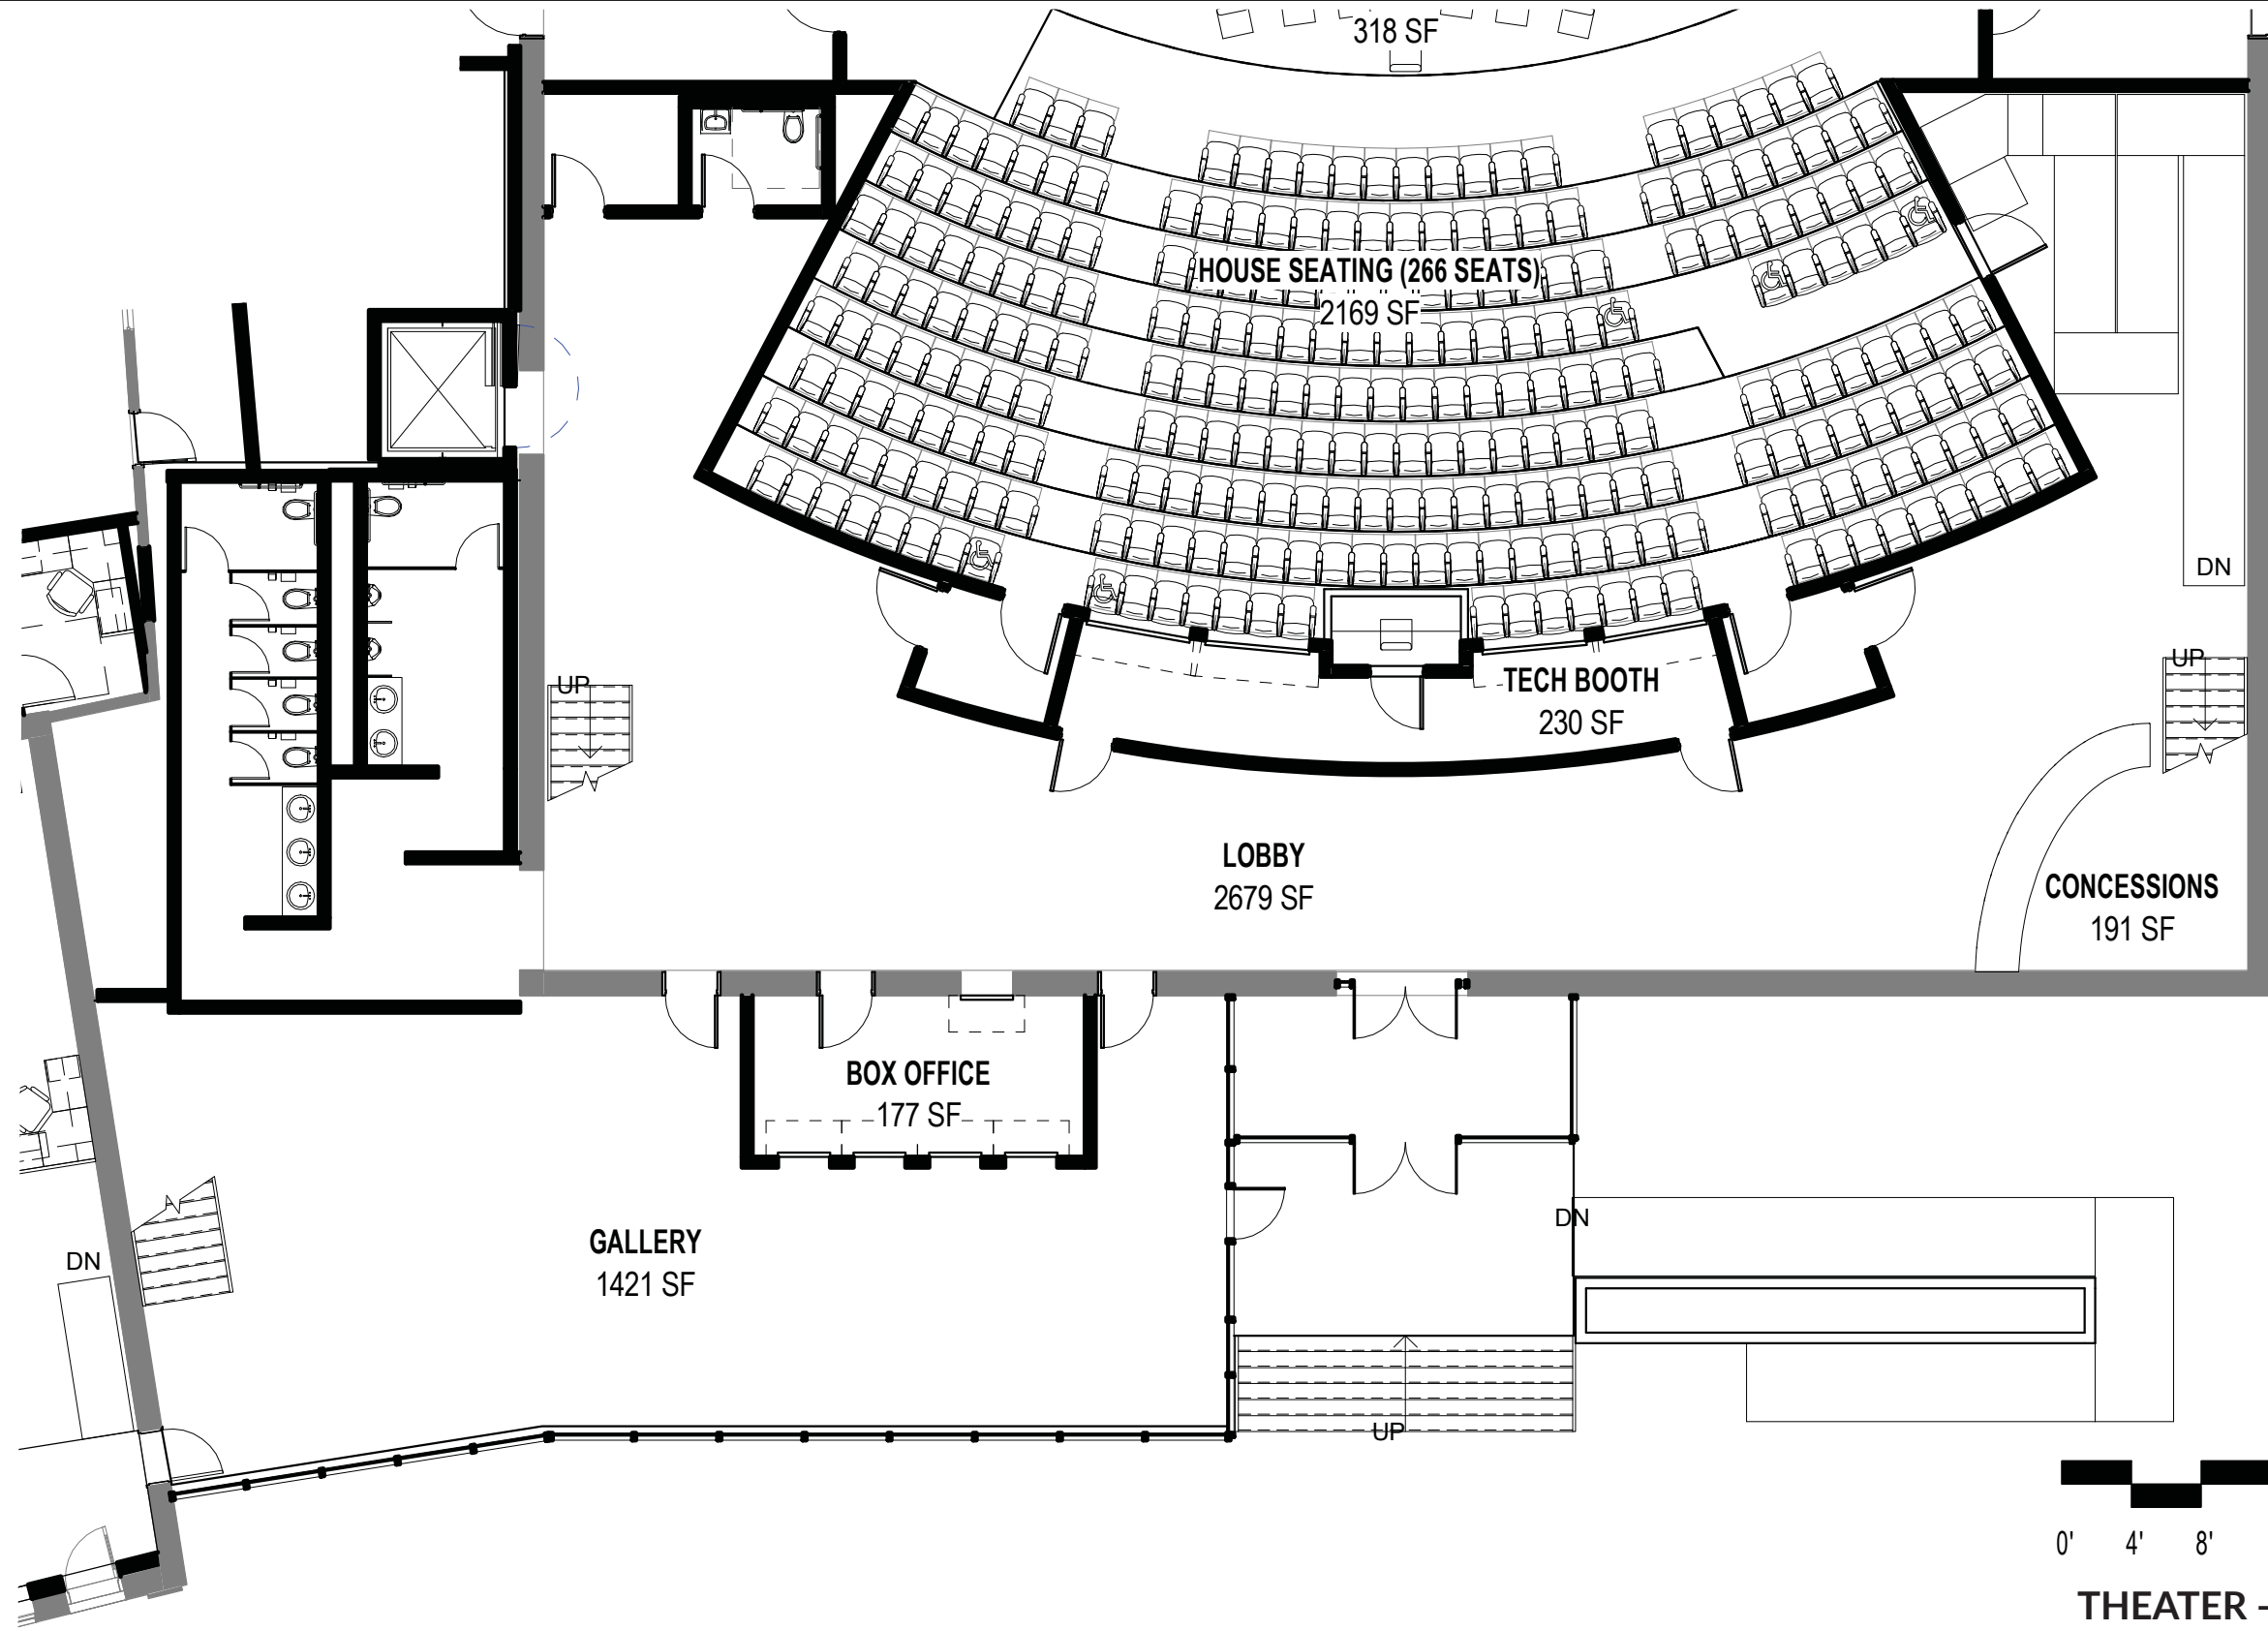 318 SF
HOUSE SEATING (266 SEATS)
2169 SF
DN
UP
UP
TECH BOOTH
230 SF
LOBBY
2679 SF
CONCESSIONS
191 SF
BOX OFFICE
177 SF
GALLERY
1421 SF
DN
DN
UP
0' 4' 8'
THEATER -